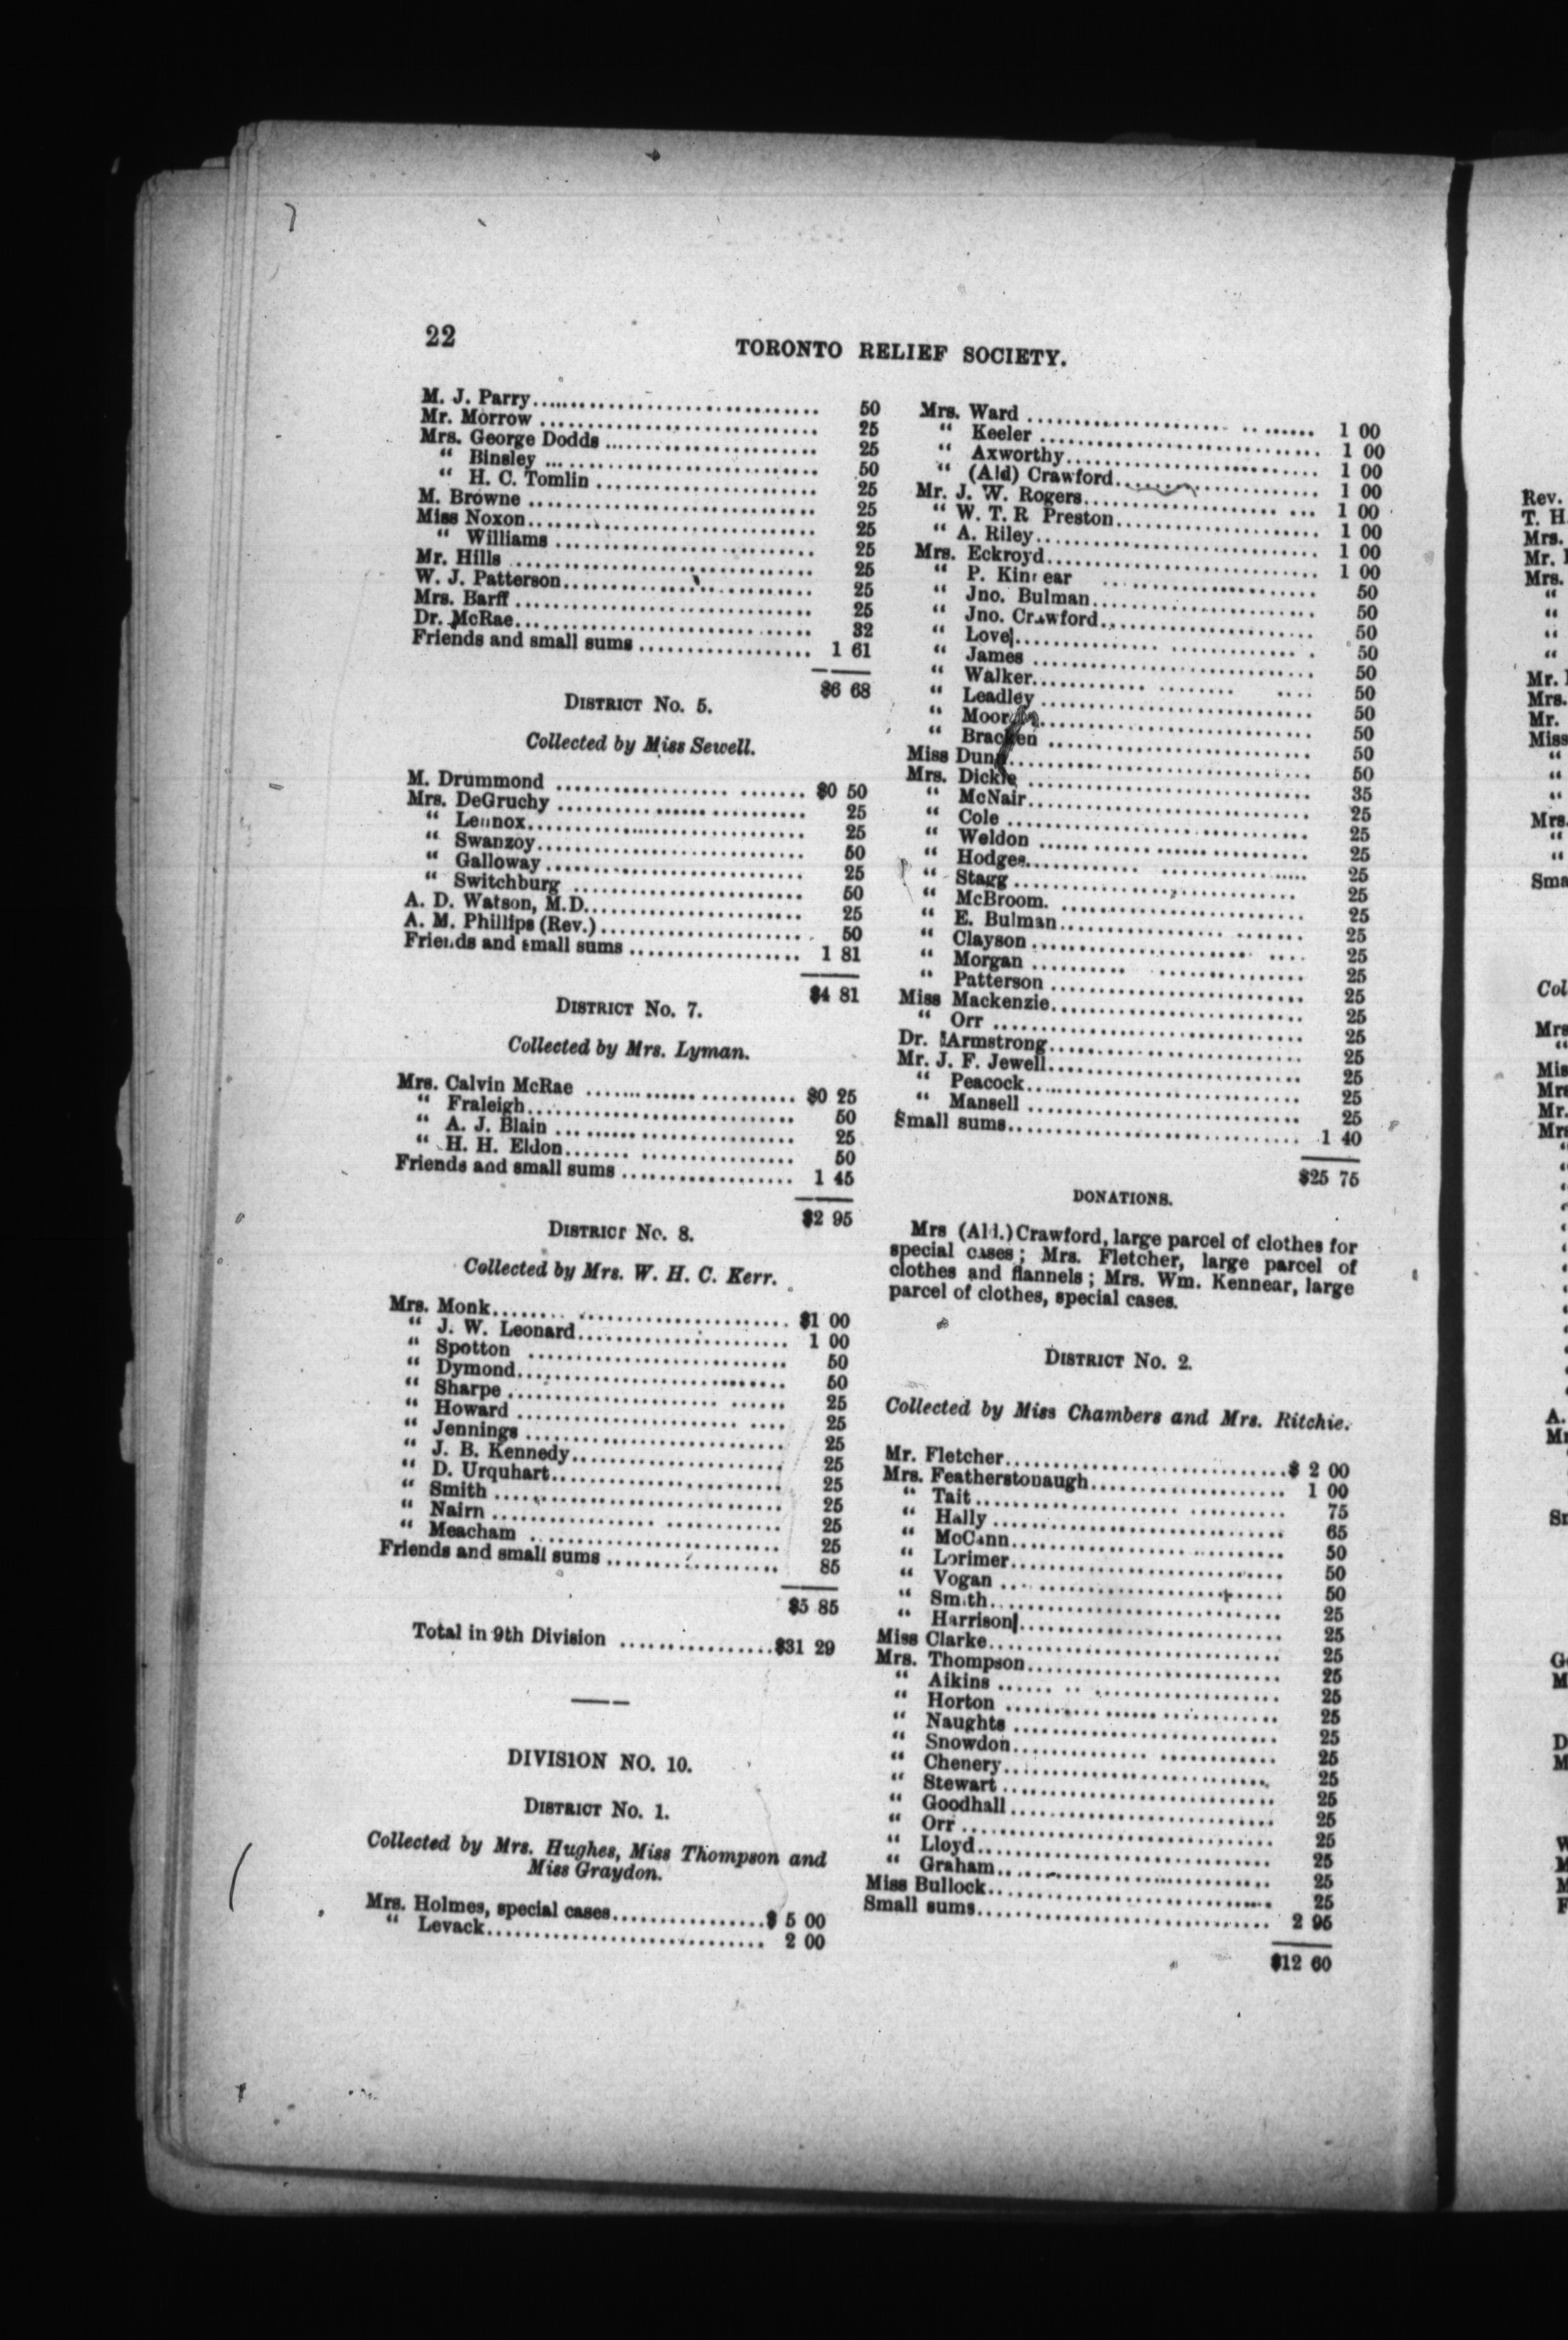 22
TORONTO RELIEF SOCIETY.
M. J. Parry 50
Mr. Morrow 25
Mrs. George Dodds 25
“ Binsley 50
“ H. C. Tomlin 25
M. Browne 25
Miss Noxon 25
“ Williams 25
Mr. Hills 25
W. J. Patterson 25
Mrs. Barff 25
Dr. McRae 32
Friends and small sums 1 61
$6 68
DISTRICT No. 5.
Collected by Miss Sewell.
M. Drummond $0 50
Mrs. DeGruchy 25
“ Lennox 25
“ Swanzoy 50
“ Galloway 25
“ Switchburg 50
A. D. Watson, M.D. 25
A. M. Phillips (Rev.) 50
Friends and small sums 1 81
$4 81
DISTRICT No. 7.
Collected by Mrs. Lyman.
Mrs. Calvin McRae $0 25
“ Fraleigh 50
“ A. J. Blain 25
“ H. H. Eldon 50
Friends and small sums 1 45
$2 95
DISTRICT No. 8.
Collected by Mrs. W. H. C. Kerr.
Mrs. Monk $1 00
“ J. W. Leonard 1 00
“ Spotton 50
“ Dymond 50
“ Sharpe 25
“ Howard 25
“ Jennings 25
“ J. B. Kennedy 25
“ D. Urquhart 25
“ Smith 25
“ Nairn 25
“ Meacham 25
Friends and small sums 85
$5 85
Total in 9th Division $31 29
DIVISION NO. 10.
DISTRICT No. 1.
Collected by Mrs. Hughes, Miss Thompson and
Miss Graydon.
Mrs. Holmes, special cases $ 5 00
“ Levack 2 00
Mrs. Ward 1 00
“ Keeler 1 00
“ Axworthy 1 00
“ (Ald) Crawford 1 00
Mr. J. W. Rogers 1 00
“ W. T. R Preston 1 00
“ A. Riley 1 00
Mrs. Eckroyd 1 00
“ P. Kinnear 50
“ Jno. Bulman 50
“ Jno. Crawford 50
“ Lovel 50
“ James 50
“ Walker 50
“ Leadley 50
“ 50
“ Bracken 50
Miss Dunn 50
Mrs. Dickie 35
“ McNair 25
“ Cole 25
“ Weldon 25
“ Hodges 25
“ Stagg 25
“ McBroom. 25
“ E. Bulman 25
“ Clayson 25
“ Morgan 25
“ Patterson 25
Miss Mackenzie 25
“ Orr 25
Dr. Armstrong 25
Mr. J. F. Jewell 25
“ Peacock 25
“ Mansell 25
Small sums 1 40
$25 75
DONATIONS.
Mrs (Ald.) Crawford, large parcel of clothes for
special cases; Mrs. Fletcher, large parcel of
clothes and flannels; Mrs. Wm. Kennear, large
parcel of clothes, special cases.
DISTRICT No. 2.
Collected by Miss Chambers and Mrs. Ritchie.
Mr. Fletcher $ 2 00
Mrs. Featherstonaugh 1 00
“ Tait 75
“ Hally 65
“ McCann 50
“ Lorimer 50
“ Vogan 50
“ Smith 25
“ Harrison 25
Miss Clarke 25
Mrs. Thompson 25
“ Aikins 25
“ Horton 25
“ Naughts 25
“ Snowdon 25
“ Chenery 25
“ Stewart 25
“ Goodhall 25
“ Orr 25
“ Lloyd 25
“ Graham 25
Miss Bullock 25
Small sums 2 95
$12 60